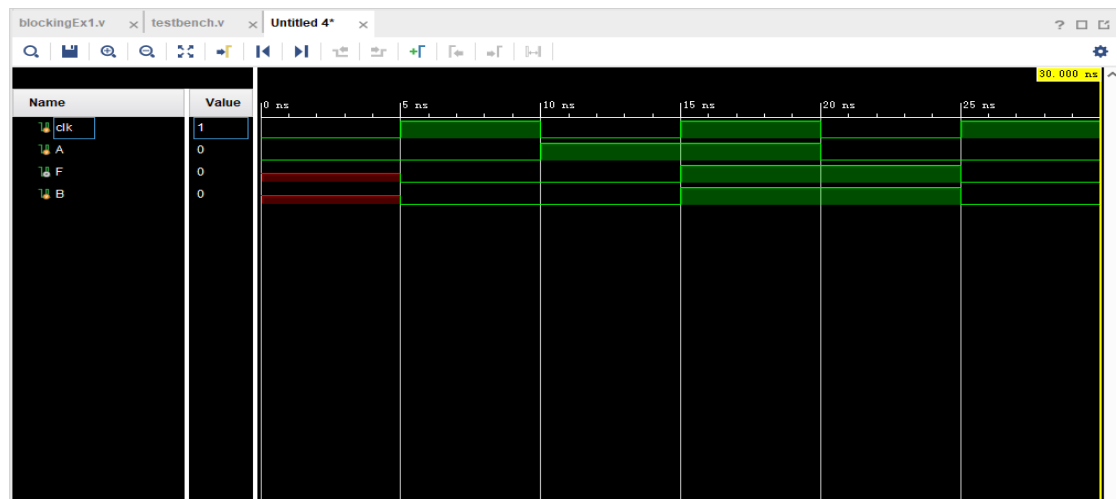 blockingEx1.v × testbench.v × Untitled 4* ×
30.000 ns
Name Value 0 ns 5 ns 10 ns 15 ns 20 ns 25 ns
clk 1
A 0
F 0
B 0